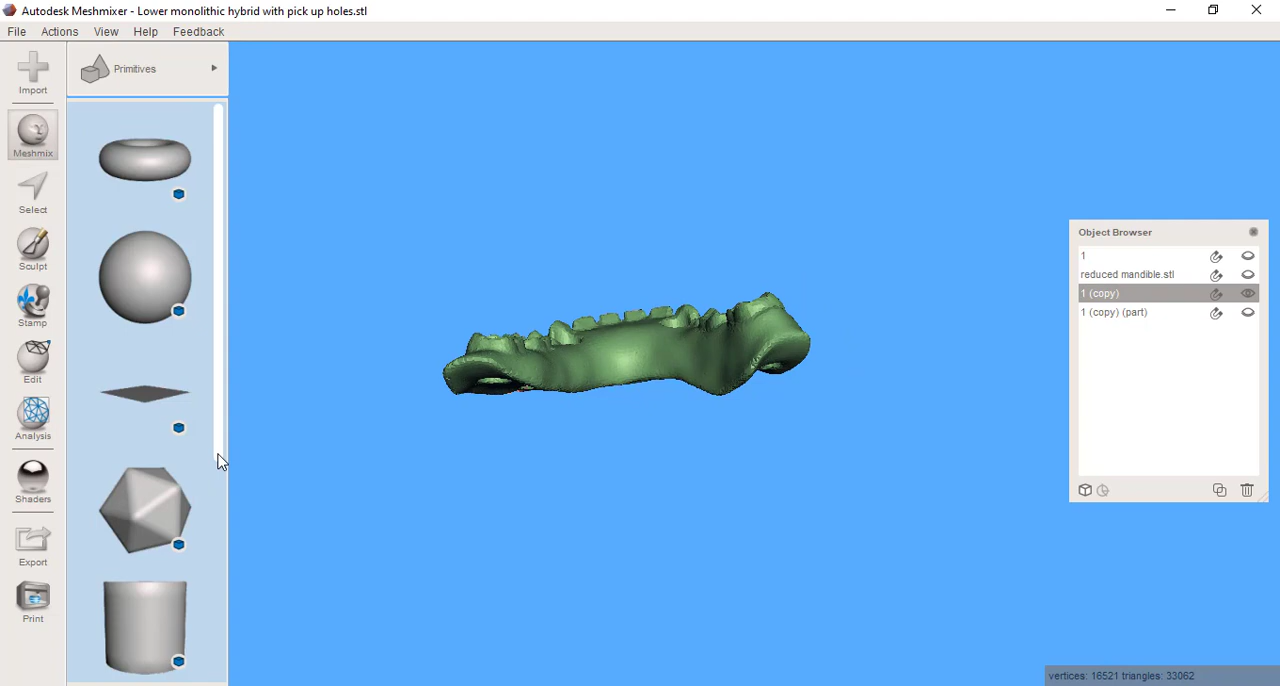 Autodesk Meshmixer - Lower monolithic hybrid with pick up holes.stl
File Actions View Help Feedback
Import
Primitives
Meshmix
Select
Sculpt
Stamp
Edit
Analysis
Shaders
Export
Print
Object Browser
1
reduced mandible.stl
1 (copy)
1 (copy) (part)
vertices: 16521 triangles: 33062